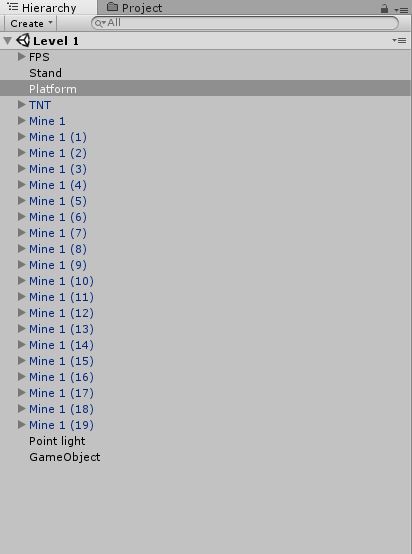 Hierarchy Project
Create All
Level 1
FPS
Stand
Platform
TNT
Mine 1
Mine 1 (1)
Mine 1 (2)
Mine 1 (3)
Mine 1 (4)
Mine 1 (5)
Mine 1 (6)
Mine 1 (7)
Mine 1 (8)
Mine 1 (9)
Mine 1 (10)
Mine 1 (11)
Mine 1 (12)
Mine 1 (13)
Mine 1 (14)
Mine 1 (15)
Mine 1 (16)
Mine 1 (17)
Mine 1 (18)
Mine 1 (19)
Point light
GameObject